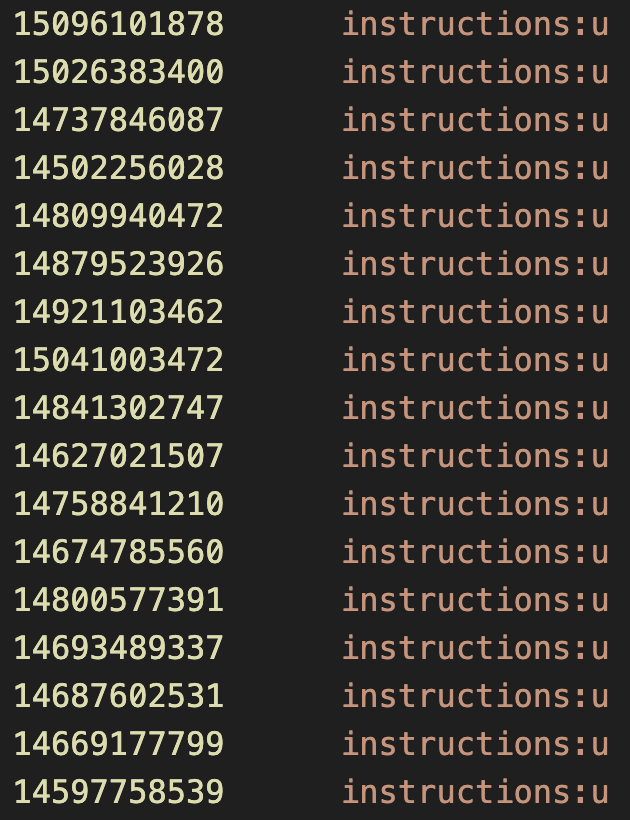 15096101878 instructions:u
15026383400 instructions:u
14737846087 instructions:u
14502256028 instructions:u
14809940472 instructions:u
14879523926 instructions:u
14921103462 instructions:u
15041003472 instructions:u
14841302747 instructions:u
14627021507 instructions:u
14758841210 instructions:u
14674785560 instructions:u
14800577391 instructions:u
14693489337 instructions:u
14687602531 instructions:u
14669177799 instructions:u
14597758539 instructions:u